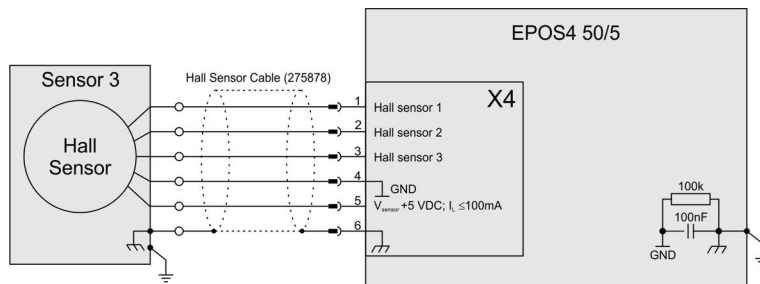 EPOS4 50/5
Sensor 3
Hall Sensor Cable (275878)
X4
Hall
Sensor
1
Hall sensor 1
2
Hall sensor 2
3
Hall sensor 3
4
GND
5
Vsensor +5 VDC; IL ≤100mA
6
100k
100nF
GND